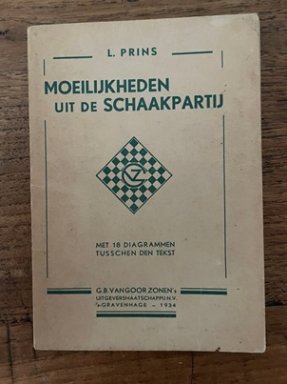 L. PRINS
MOEILIJKHEDEN
UIT DE SCHAAKPARTIJ
VZ
MET 18 DIAGRAMMEN
TUSSCHEN DEN TEKST
G.B. VAN GOOR ZONEN's
UITGEVERSMAATSCHAPPIJ N.V.
's-GRAVENHAGE - 1934